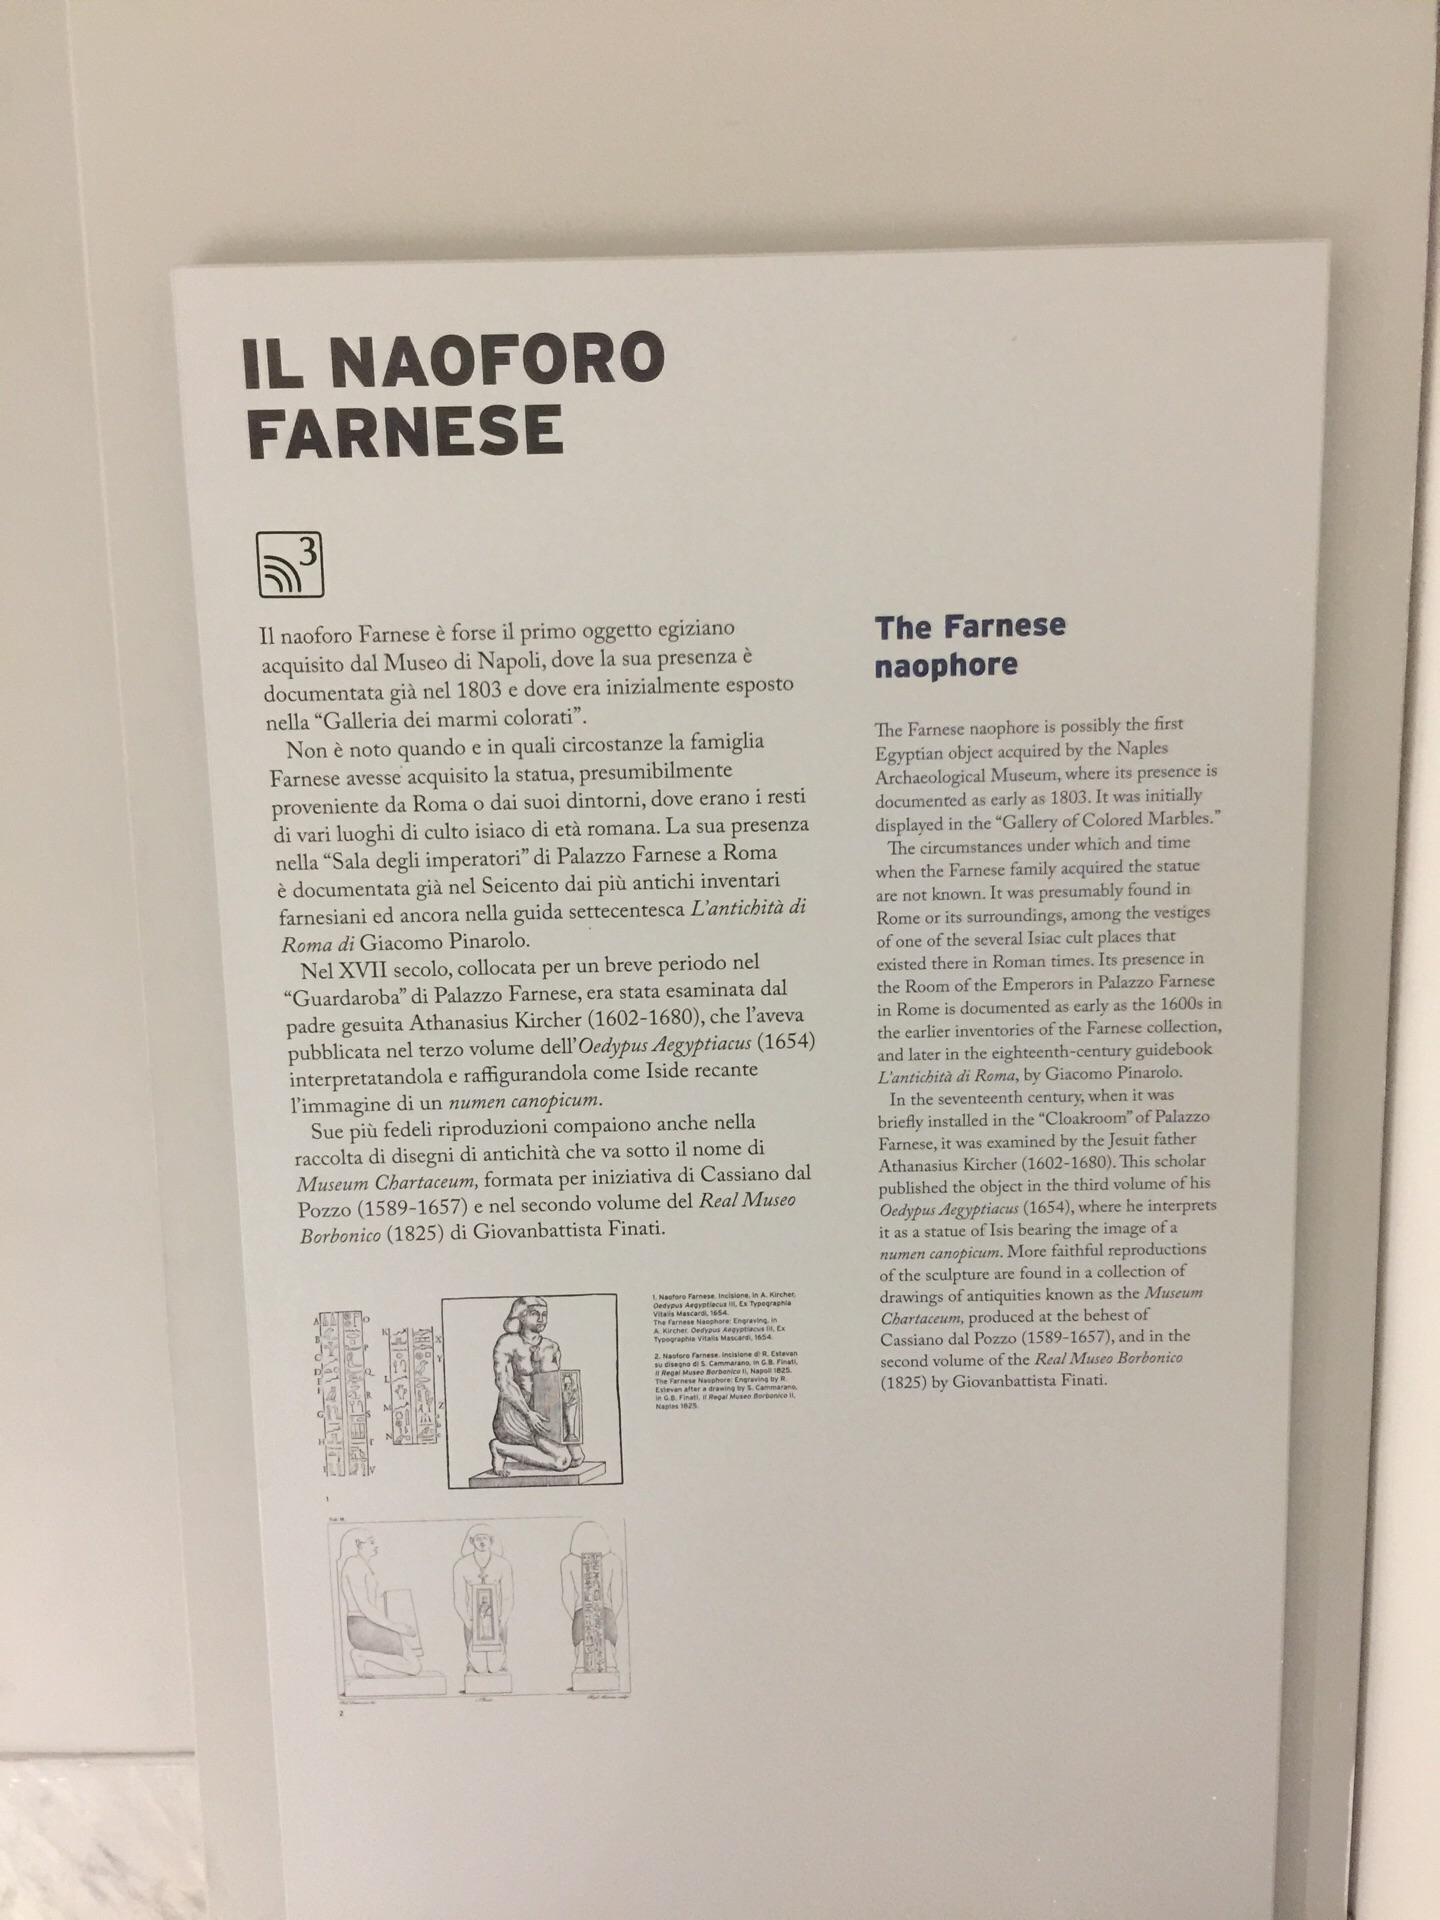 IL NAOFORO
FARNESE
3
Il naoforo Farnese è forse il primo oggetto egiziano
acquisito dal Museo di Napoli, dove la sua presenza è
documentata già nel 1803 e dove era inizialmente esposto
nella “Galleria dei marmi colorati”.
Non è noto quando e in quali circostanze la famiglia
Farnese avesse acquisito la statua, presumibilmente
proveniente da Roma o dai suoi dintorni, dove erano i resti
di vari luoghi di culto isiaco di età romana. La sua presenza
nella “Sala degli imperatori” di Palazzo Farnese a Roma
è documentata già nel Seicento dai più antichi inventari
farnesiani ed ancora nella guida settecentesca L’antichità di
Roma di Giacomo Pinarolo.
Nel XVII secolo, collocata per un breve periodo nel
“Guardaroba” di Palazzo Farnese, era stata esaminata dal
padre gesuita Athanasius Kircher (1602-1680), che l’aveva
pubblicata nel terzo volume dell’Oedypus Aegyptiacus (1654)
interpretatandola e raffigurandola come Iside recante
l’immagine di un numen canopicum.
Sue più fedeli riproduzioni compaiono anche nella
raccolta di disegni di antichità che va sotto il nome di
Museum Chartaceum, formata per iniziativa di Cassiano dal
Pozzo (1589-1657) e nel secondo volume del Real Museo
Borbonico (1825) di Giovanbattista Finati.
The Farnese
naophore
The Farnese naophore is possibly the first
Egyptian object acquired by the Naples
Archaeological Museum, where its presence is
documented as early as 1803. It was initially
displayed in the “Gallery of Colored Marbles.”
The circumstances under which and time
when the Farnese family acquired the statue
are not known. It was presumably found in
Rome or its surroundings, among the vestiges
of one of the several Isiac cult places that
existed there in Roman times. Its presence in
the Room of the Emperors in Palazzo Farnese
in Rome is documented as early as the 1600s in
the earlier inventories of the Farnese collection,
and later in the eighteenth-century guidebook
L’antichità di Roma, by Giacomo Pinarolo.
In the seventeenth century, when it was
briefly installed in the “Cloakroom” of Palazzo
Farnese, it was examined by the Jesuit father
Athanasius Kircher (1602-1680). This scholar
published the object in the third volume of his
Oedypus Aegyptiacus (1654), where he interprets
it as a statue of Isis bearing the image of a
numen canopicum. More faithful reproductions
of the sculpture are found in a collection of
drawings of antiquities known as the Museum
Chartaceum, produced at the behest of
Cassiano dal Pozzo (1589-1657), and in the
second volume of the Real Museo Borbonico
(1825) by Giovanbattista Finati.
1. Naoforo Farnese. Incisione, in A. Kircher,
Oedypus Aegyptiacus III, Ex Typographia
Vitalis Mascardi, 1654.
The Farnese Naophore: Engraving, in
A. Kircher, Oedypus Aegyptiacus III, Ex
Typographia Vitalis Mascardi, 1654.
2. Naoforo Farnese. Incisione di R. Estevan
su disegno di S. Cammarano, in G.B. Finati,
Il Regal Museo Borbonico II, Napoli 1825.
The Farnese Naophore: Engraving by R.
Estevan after a drawing by S. Cammarano,
in G.B. Finati, Il Regal Museo Borbonico II,
Naples 1825.
1
2